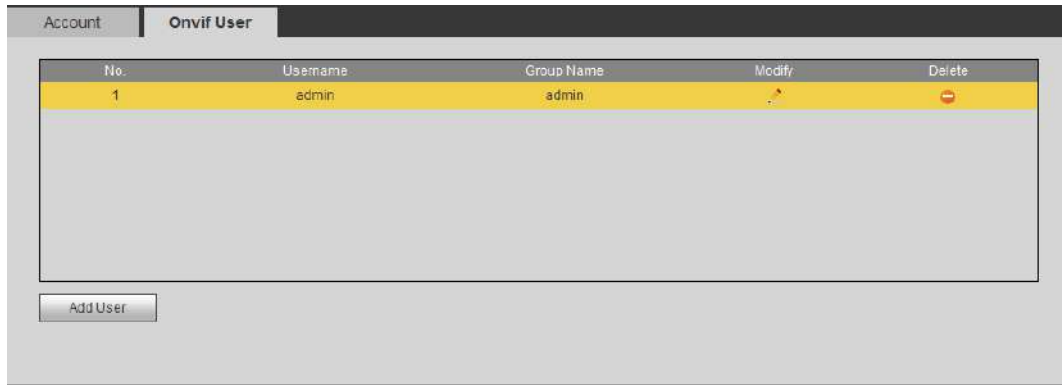 Account Onvif User
No. Username Group Name Modify Delete
1 admin admin
Add User